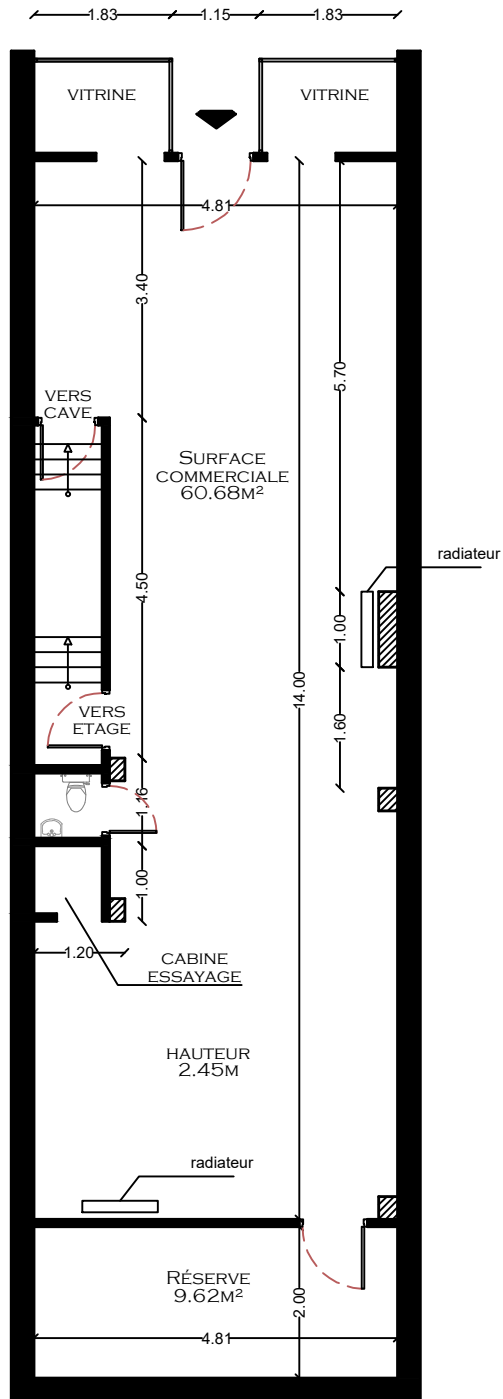 1.83
1.15
1.83
VITRINE
VITRINE
4.81
3.40
5.70
VERS
CAVE
SURFACE
COMMERCIALE
60.68M²
radiateur
4.50
1.00
14.00
VERS
ETAGE
1.60
1.16
1.00
1.20
CABINE
ESSAYAGE
HAUTEUR
2.45M
radiateur
RÉSERVE
9.62M²
2.00
4.81